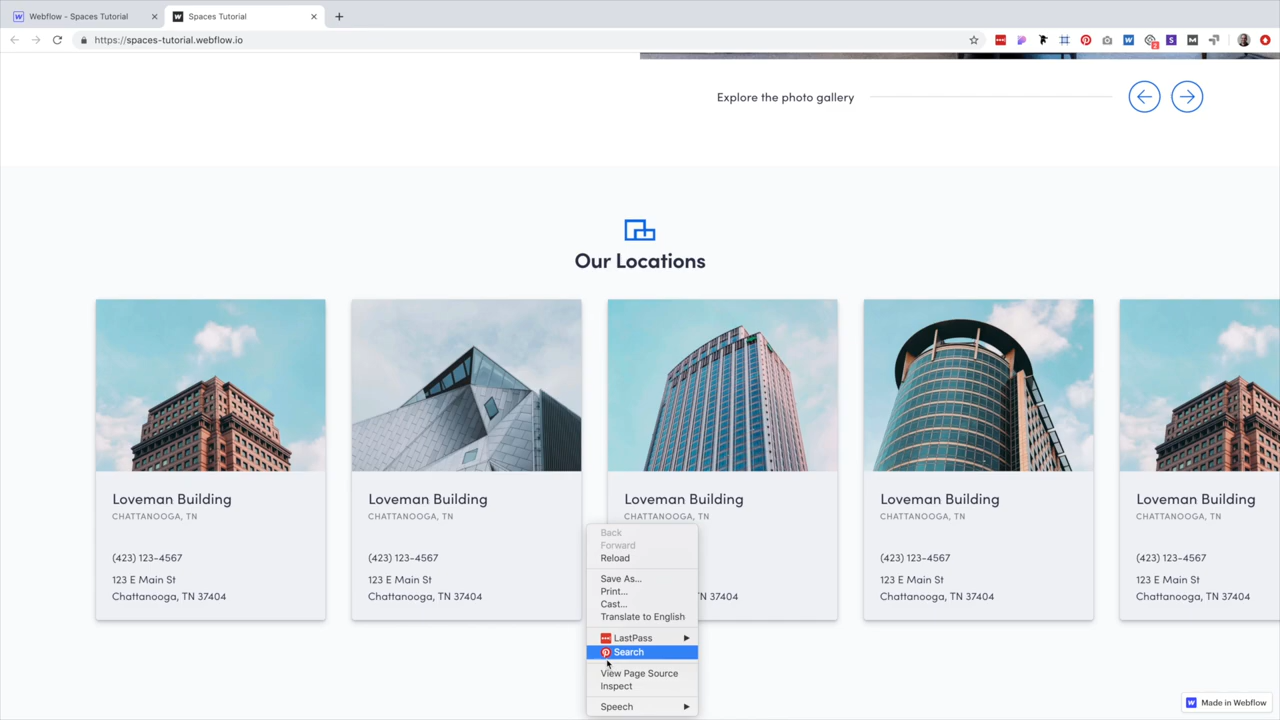 Webflow - Spaces Tutorial
Spaces Tutorial
https://spaces-tutorial.webflow.io
Explore the photo gallery
Our Locations
Loveman Building
CHATTANOOGA, TN
(423) 123-4567
123 E Main St
Chattanooga, TN 37404
Loveman Building
CHATTANOOGA, TN
(423) 123-4567
123 E Main St
Chattanooga, TN 37404
Loveman Building
CHATTANOOGA, TN
N 37404
Loveman Building
CHATTANOOGA, TN
(423) 123-4567
123 E Main St
Chattanooga, TN 37404
Loveman Building
CHATTANOOGA, TN
(423) 123-4567
123 E Main St
Chattanooga, TN 37404
Back
Forward
Reload
Save As...
Print...
Cast...
Translate to English
LastPass
Search
View Page Source
Inspect
Speech
Made in Webflow